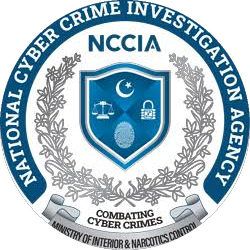 NATIONAL CYBER CRIME INVESTIGATION AGENCY
NCCIA
COMBATING
CYBER CRIMES
MINISTRY OF INTERIOR & NARCOTICS CONTROL